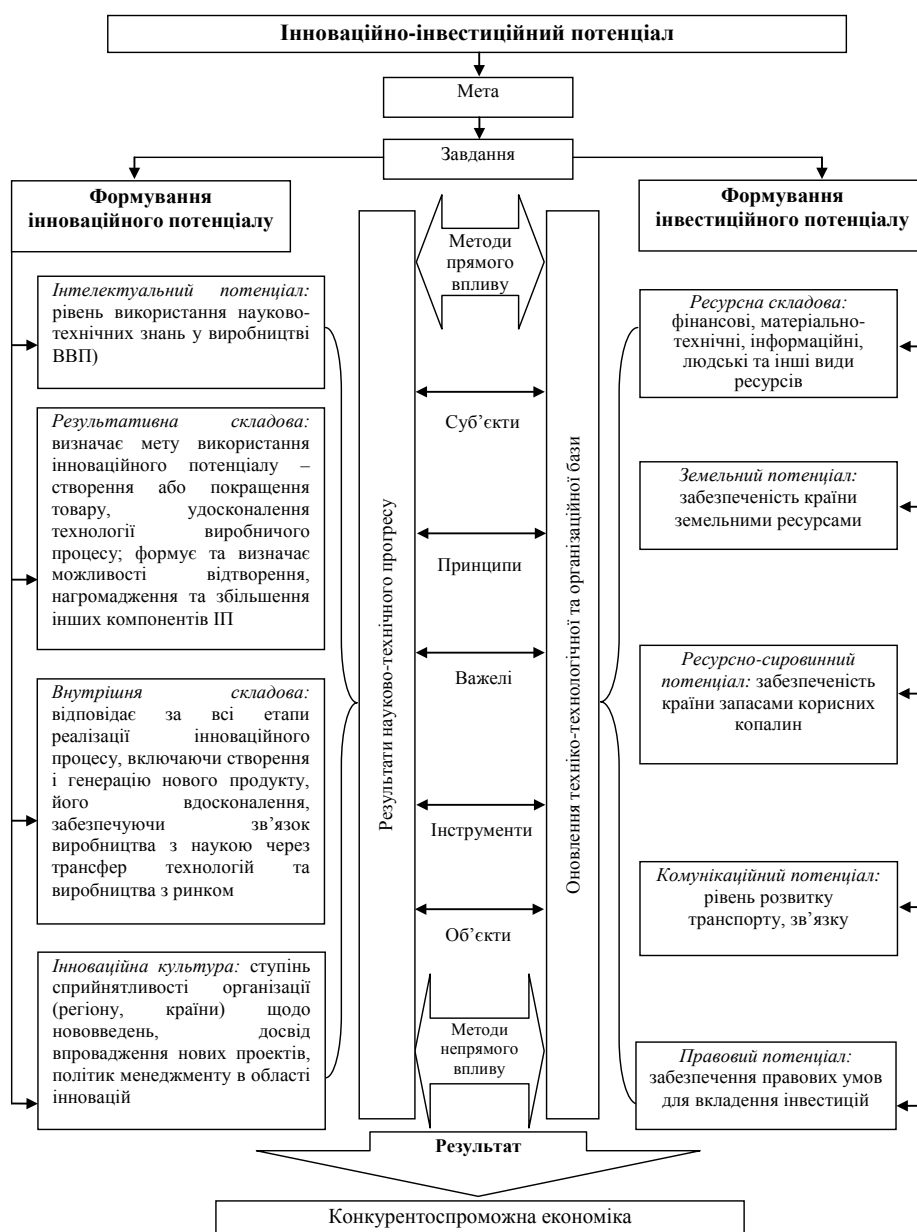 Інноваційно-інвестиційний потенціал
Мета
Завдання
Формування
інноваційного потенціалу
Інтелектуальний потенціал:
рівень використання науково-
технічних знань у виробництві
ВВП)
Результативна складова:
визначає мету використання
інноваційного потенціалу –
створення або покращення
товару, удосконалення
технології виробничого
процесу; формує та визначає
можливості відтворення,
нагромадження та збільшення
інших компонентів ІП
Внутрішня складова:
відповідає за всі етапи
реалізації інноваційного
процесу, включаючи створення
і генерацію нового продукту,
його вдосконалення,
забезпечуючи зв’язок
виробництва з наукою через
трансфер технологій та
виробництва з ринком
Інноваційна культура: ступінь
сприйнятливості організації
(регіону, країни) щодо
нововведень, досвід
впровадження нових проектів,
політик менеджменту в області
інновацій
Результати науково-технічного прогресу
Методи
прямого
впливу
Суб’єкти
Принципи
Важелі
Інструменти
Об’єкти
Методи
непрямого
впливу
Оновлення техніко-технологічної та організаційної бази
Формування
інвестиційного потенціалу
Ресурсна складова:
фінансові, матеріально-
технічні, інформаційні,
людські та інші види
ресурсів
Земельний потенціал:
забезпеченість країни
земельними ресурсами
Ресурсно-сировинний
потенціал: забезпеченість
країни запасами корисних
копалин
Комунікаційний потенціал:
рівень розвитку
транспорту, зв’язку
Правовий потенціал:
забезпечення правових умов
для вкладення інвестицій
Результат
Конкурентоспроможна економіка